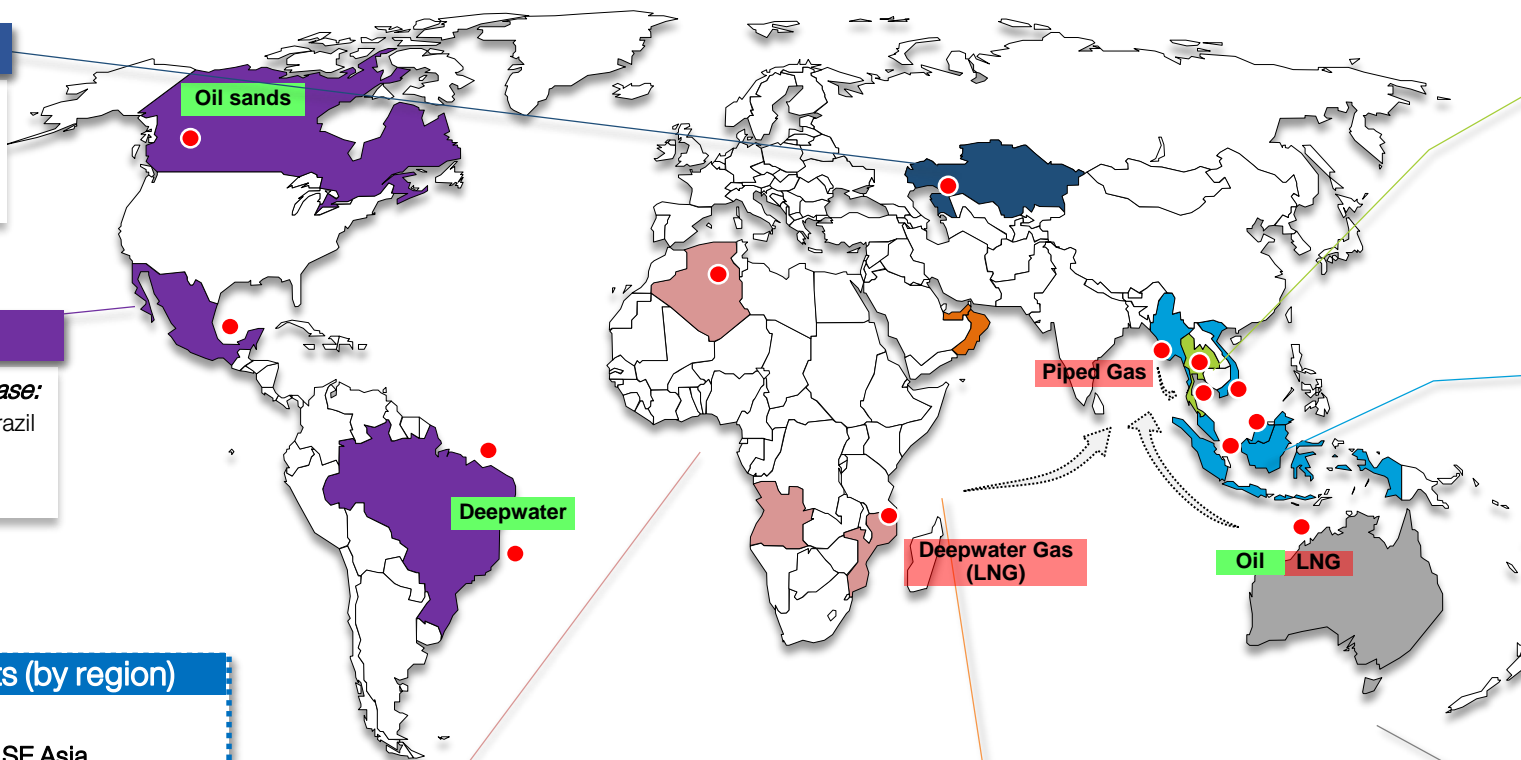 Oil sands
Piped Gas
ase:
razil
Deepwater
Deepwater Gas
(LNG)
Oil LNG
ts (by region)
SE Asia